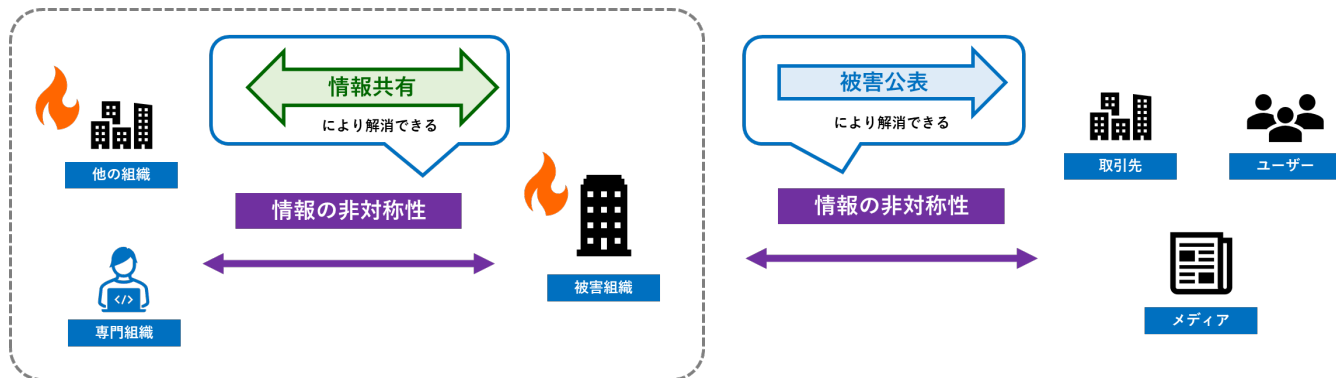 情報共有
により解消できる
他の組織
情報の非対称性
専門組織
被害組織
被害公表
により解消できる
情報の非対称性
取引先
ユーザー
メディア